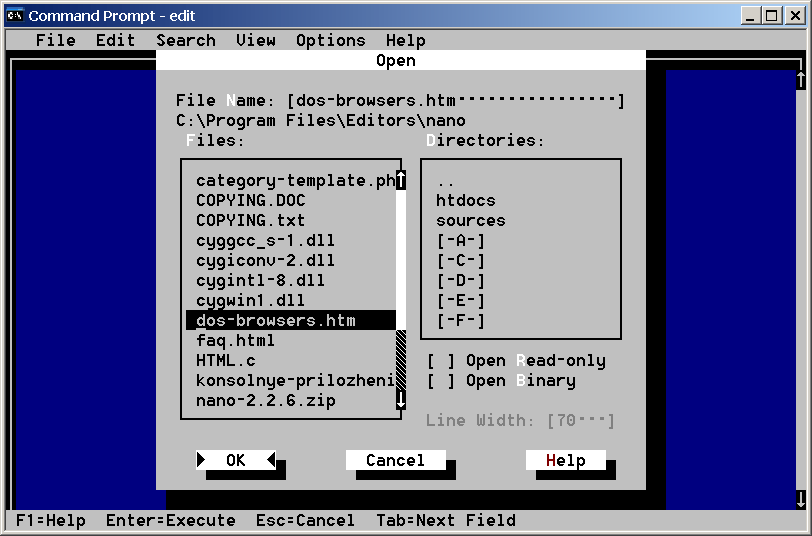 Command Prompt - edit
File Edit Search View Options Help
Open
File Name: [dos-browsers.htm················]
C:\Program Files\Editors\nano
Files:
category-template.ph
COPYING.DOC
COPYING.txt
cyggcc_s-1.dll
cygiconv-2.dll
cygintl-8.dll
cygwin1.dll
dos-browsers.htm
faq.html
HTML.c
konsolnye-prilozheni
nano-2.2.6.zip
Directories:
..
htdocs
sources
[-A-]
[-C-]
[-D-]
[-E-]
[-F-]
[ ] Open Read-only
[ ] Open Binary
Line Width: [70···]
OK Cancel Help
F1=Help Enter=Execute Esc=Cancel Tab=Next Field